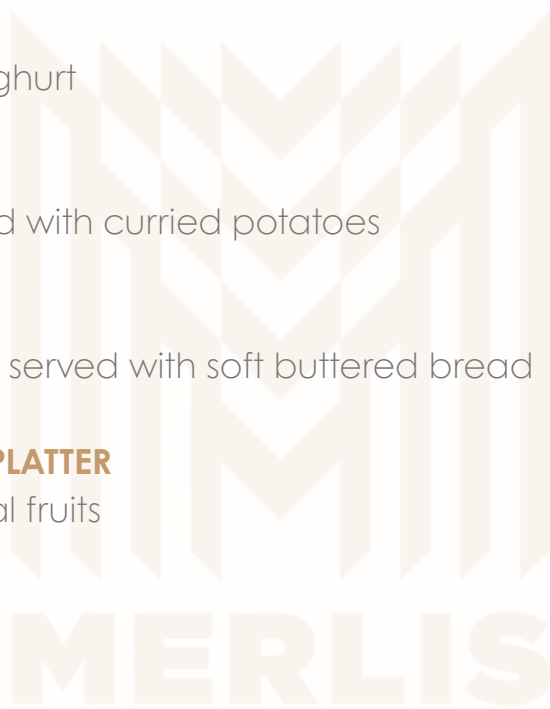 ghurt
d with curried potatoes
served with soft buttered bread
PLATTER
al fruits
MERLIS